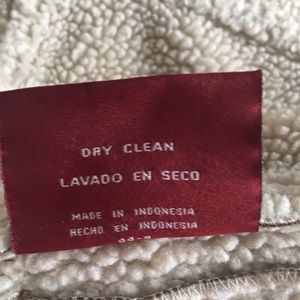 DRY CLEAN
LAVADO EN SECO
MADE IN INDONESIA
HECHO EN INDONESIA